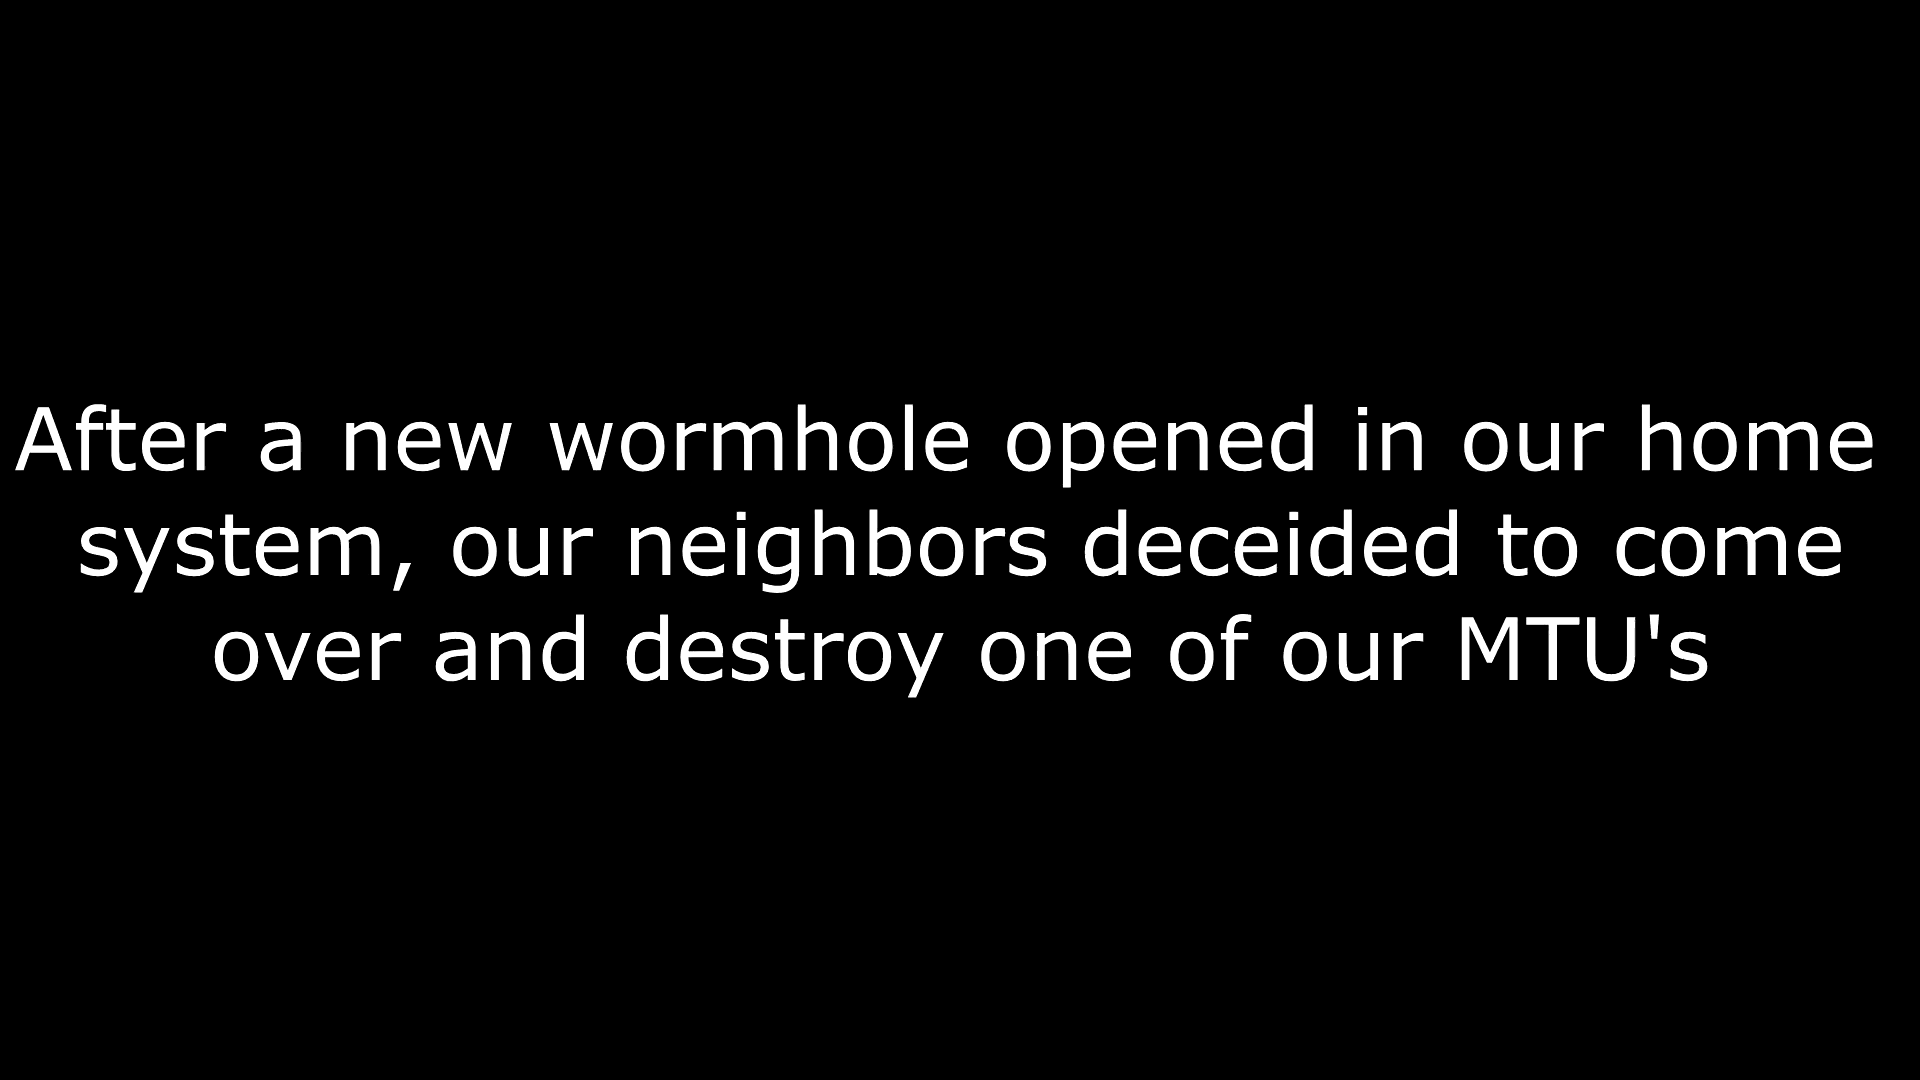 After a new wormhole opened in our home
system, our neighbors deceided to come
over and destroy one of our MTU's